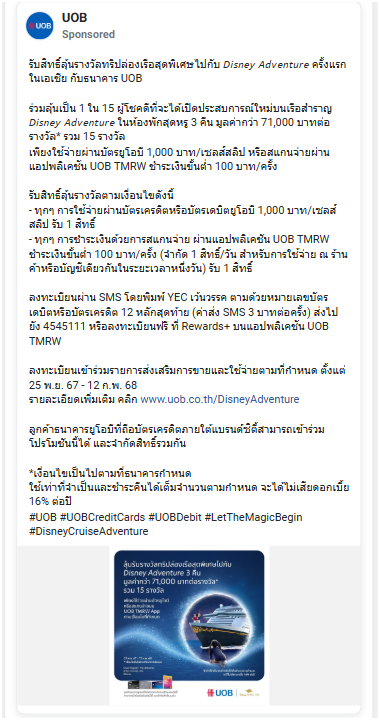 UOB
Sponsored
รับสิทธิ์ลุ้นรางวัลทริปล่องเรือสุดพิเศษไปกับ Disney Adventure ครั้งแรก
ในเอเชีย กับธนาคาร UOB
ร่วมลุ้นเป็น 1 ใน 15 ผู้โชคดีที่จะได้เปิดประสบการณ์ใหม่บนเรือสำราญ
Disney Adventure ในห้องพักสุดหรู 3 คืน มูลค่ากว่า 71,000 บาทต่อ
รางวัล* รวม 15 รางวัล
เพียงใช้จ่ายผ่านบัตรยูโอบี 1,000 บาท/เซลส์สลิป หรือสแกนจ่ายผ่าน
แอปพลิเคชัน UOB TMRW ชำระเงินขั้นต่ำ 100 บาท/ครั้ง
รับสิทธิ์ลุ้นรางวัลตามเงื่อนไขดังนี้
- ทุกๆ การใช้จ่ายผ่านบัตรเครดิตหรือบัตรเดบิตยูโอบี 1,000 บาท/เซลส์
สลิป รับ 1 สิทธิ์
- ทุกๆ การชำระเงินด้วยการสแกนจ่าย ผ่านแอปพลิเคชัน UOB TMRW
ชำระเงินขั้นต่ำ 100 บาท/ครั้ง (จำกัด 1 สิทธิ์/วัน สำหรับการใช้จ่าย ณ ร้าน
ค้าหรือบัญชีเดียวกันในระยะเวลาหนึ่งวัน) รับ 1 สิทธิ์
ลงทะเบียนผ่าน SMS โดยพิมพ์ YEC เว้นวรรค ตามด้วยหมายเลขบัตร
เดบิตหรือบัตรเครดิต 12 หลักสุดท้าย (ค่าส่ง SMS 3 บาทต่อครั้ง) ส่งไป
ยัง 4545111 หรือลงทะเบียนฟรี ที่ Rewards+ บนแอปพลิเคชัน UOB
TMRW
ลงทะเบียนเข้าร่วมรายการส่งเสริมการขายและใช้จ่ายตามที่กำหนด ตั้งแต่
25 พ.ย. 67 - 12 ก.พ. 68
รายละเอียดเพิ่มเติม คลิก www.uob.co.th/DisneyAdventure
ลูกค้าธนาคารยูโอบีที่ถือบัตรเครดิตภายใต้แบรนด์ซิตี้สามารถเข้าร่วม
โปรโมชันนี้ได้ และจำกัดสิทธิ์รวมกัน
*เงื่อนไขเป็นไปตามที่ธนาคารกำหนด
ใช้เท่าที่จำเป็นและชำระคืนได้เต็มจำนวนตามกำหนด จะได้ไม่เสียดอกเบี้ย
16% ต่อปี
#UOB #UOBCreditCards #UOBDebit #LetTheMagicBegin
#DisneyCruiseAdventure
ลุ้นรับรางวัลทริปล่องเรือสุดพิเศษไปกับ
Disney Adventure 3 คืน
มูลค่ากว่า 71,000 บาทต่อรางวัล*
รวม 15 รางวัล
UOB TMRW App
UOB